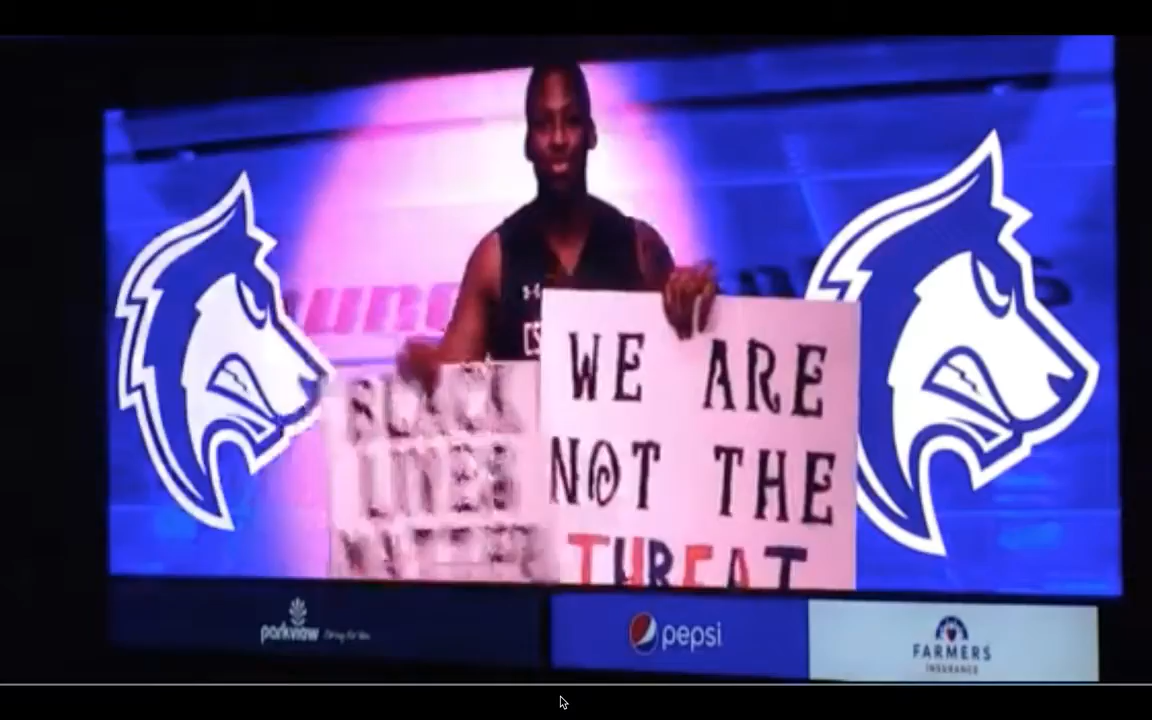 BLACK
LIVES
MATTER
WE ARE
NOT THE
THREAT
parkview
pepsi
FARMERS
INSURANCE